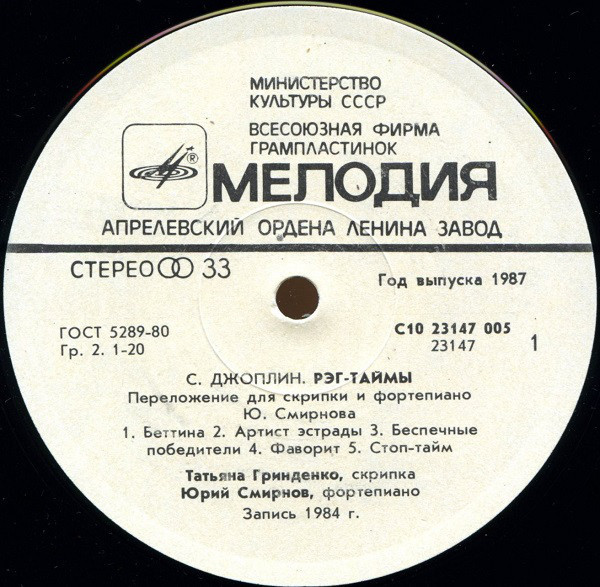 МИНИСТЕРСТВО
КУЛЬТУРЫ СССР
ВСЕСОЮЗНАЯ ФИРМА
ГРАМПЛАСТИНОК
®
МЕЛОДИЯ
АПРЕЛЕВСКИЙ ОРДЕНА ЛЕНИНА ЗАВОД
СТЕРЕО 33
Год выпуска 1987
ГОСТ 5289-80
Гр. 2. 1-20
С10 23147 005
23147
1
С. ДЖОПЛИН. РЭГ-ТАЙМЫ
Переложение для скрипки и фортепиано
Ю. Смирнова
1. Беттина 2. Артист эстрады 3. Беспечные
победители 4. Фаворит 5. Стоп-тайм
Татьяна Гринденко, скрипка
Юрий Смирнов, фортепиано
Запись 1984 г.